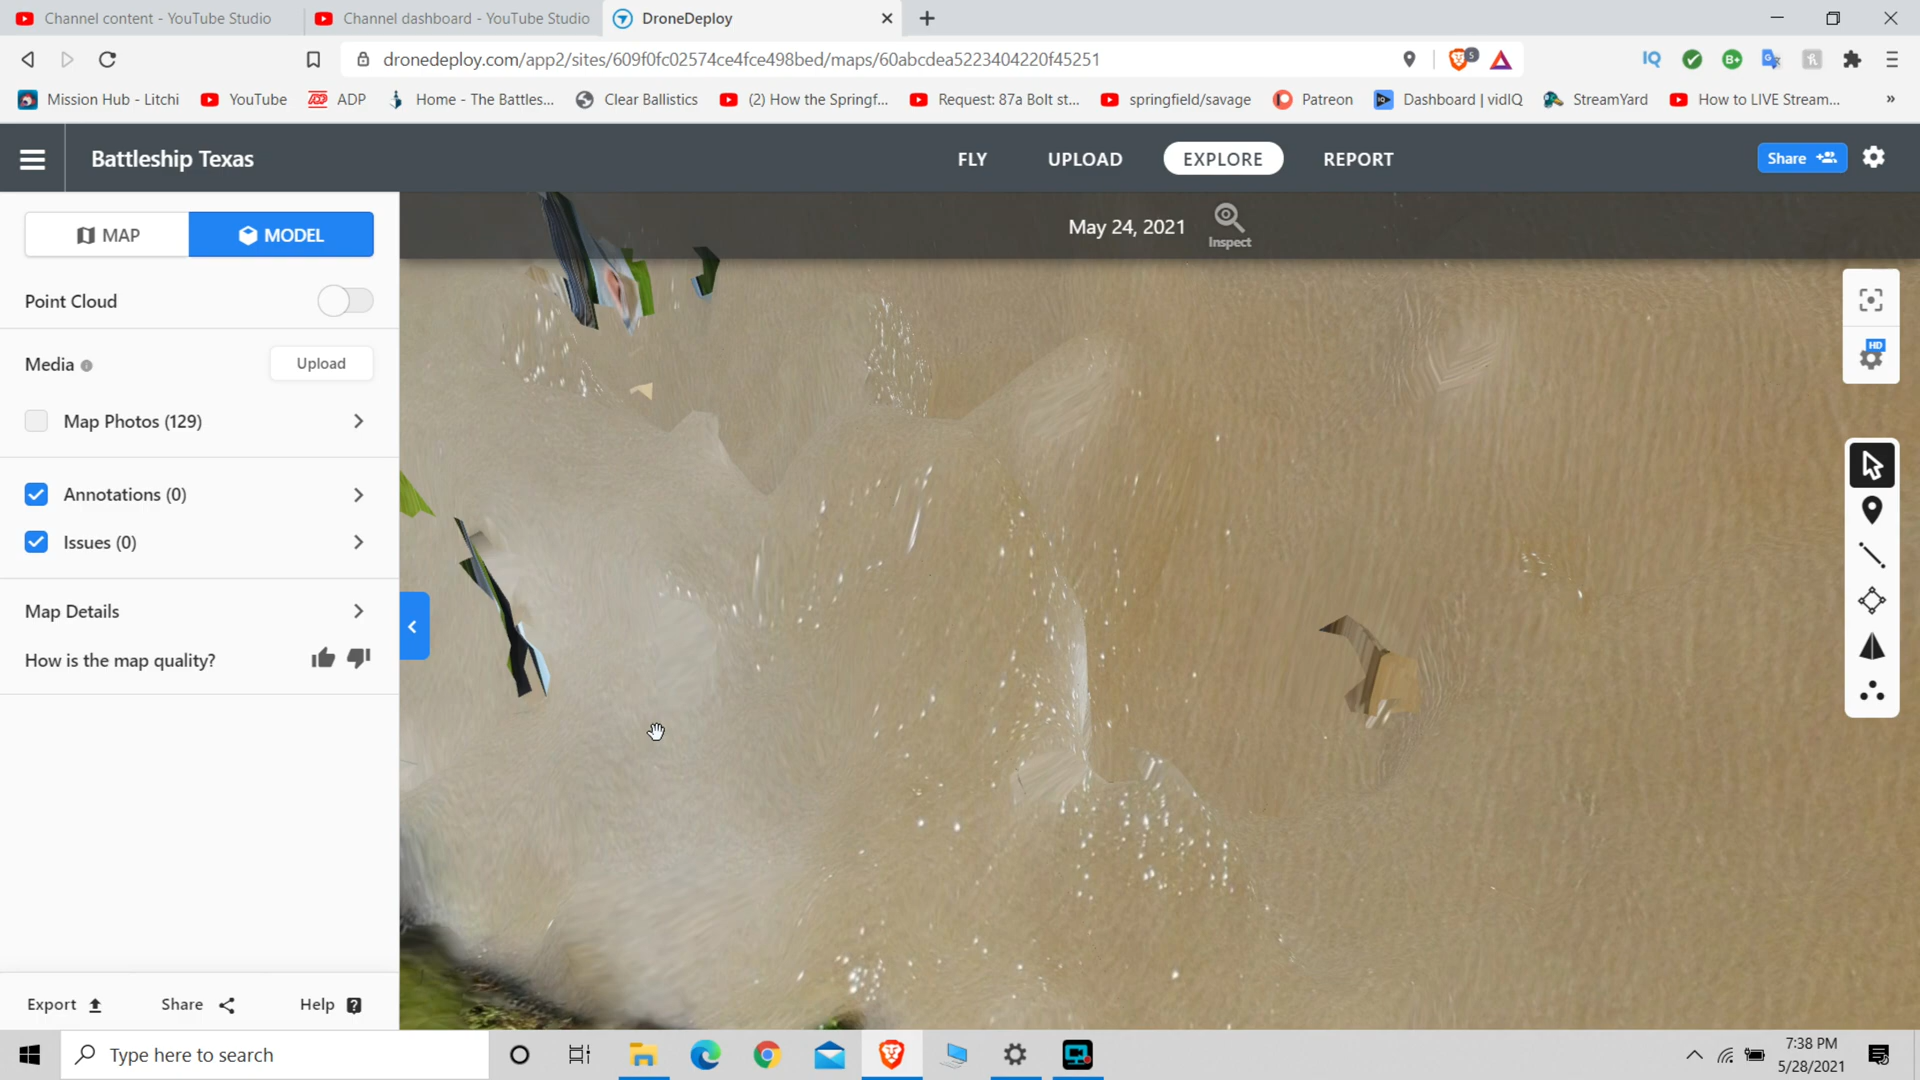 Channel content - YouTube Studio
Channel dashboard - YouTube Studio
DroneDeploy
dronedeploy.com/app2/sites/609f0fc02574ce4fce498bed/maps/60abcdea5223404220f45251
5
IQ
B+
Mission Hub - Litchi
YouTube
ADP
Home - The Battles...
Clear Ballistics
(2) How the Springf...
Request: 87a Bolt st...
springfield/savage
Patreon
Dashboard | vidIQ
StreamYard
How to LIVE Stream...
»
Battleship Texas
FLY
UPLOAD
EXPLORE
REPORT
Share
MAP
MODEL
May 24, 2021
Inspect
Point Cloud
HD
Media
Upload
Map Photos (129)
Annotations (0)
Issues (0)
Map Details
How is the map quality?
Export
Share
Help
Type here to search
7:38 PM
5/28/2021